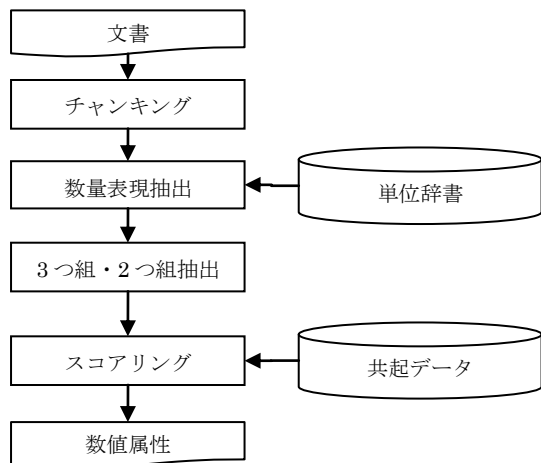 文書
チャンキング
数量表現抽出
単位辞書
3つ組・2つ組抽出
スコアリング
共起データ
数値属性